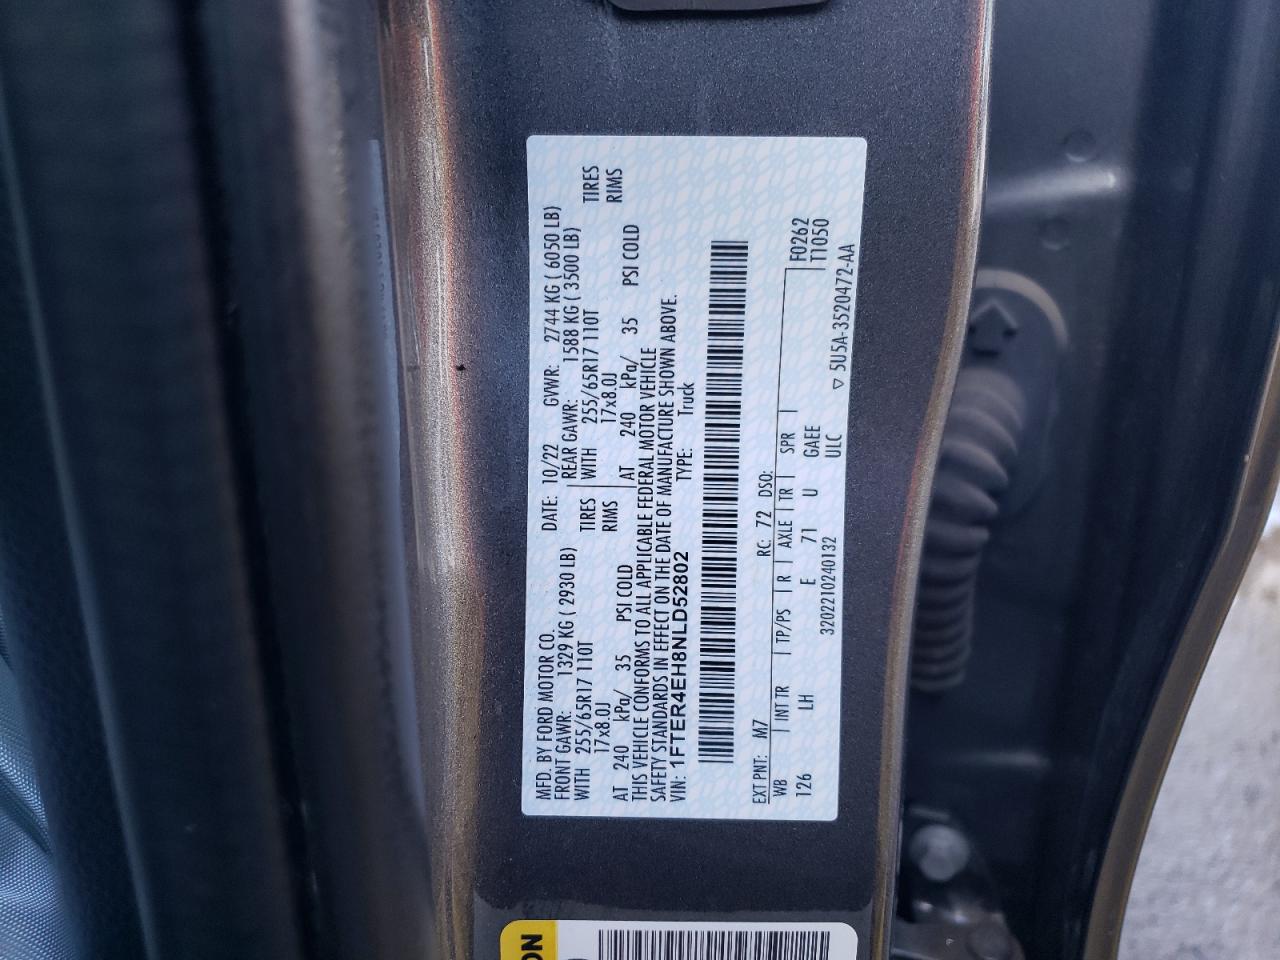 MFD. BY FORD MOTOR CO. DATE: 10/22 GVWR: 2744 KG ( 6050 LB)
FRONT GAWR: 1329 KG ( 2930 LB) REAR GAWR: 1588 KG ( 3500 LB)
WITH 255/65R17 110T TIRES WITH 255/65R17 110T TIRES
17x8.0J RIMS 17x8.0J RIMS
AT 240 kPa/ 35 PSI COLD AT 240 kPa/ 35 PSI COLD
THIS VEHICLE CONFORMS TO ALL APPLICABLE FEDERAL MOTOR VEHICLE
SAFETY STANDARDS IN EFFECT ON THE DATE OF MANUFACTURE SHOWN ABOVE.
VIN: 1FTER4EH8NLD52802 TYPE: Truck
EXT PNT: M7 RC: 72 DSO:
WB INT TR TP/PS R AXLE TR SPR F0262
126 LH E 71 U GAEE T1050
3202210240132 ULC ▽ 5U5A-3520472-AA
ON